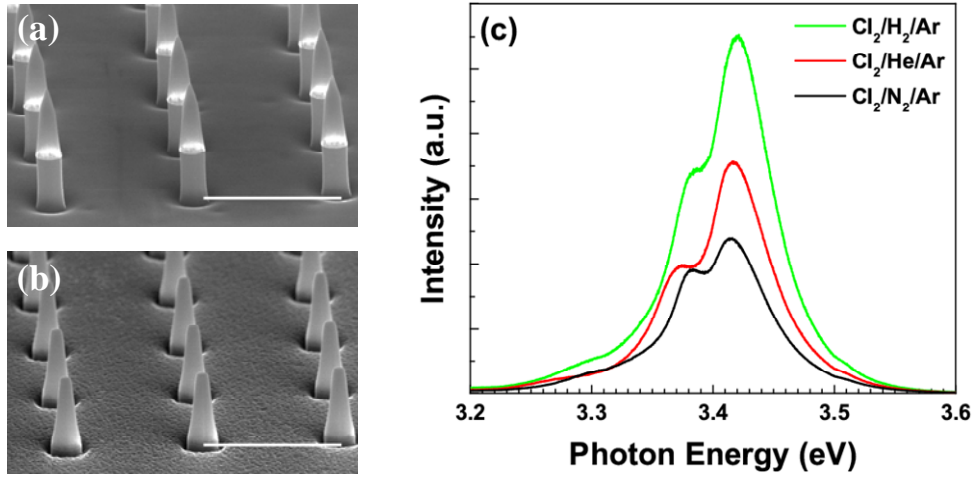 (a)
(b)
(c)
Cl₂/H₂/Ar
Cl₂/He/Ar
Cl₂/N₂/Ar
Intensity (a.u.)
3.2 3.3 3.4 3.5 3.6
Photon Energy (eV)